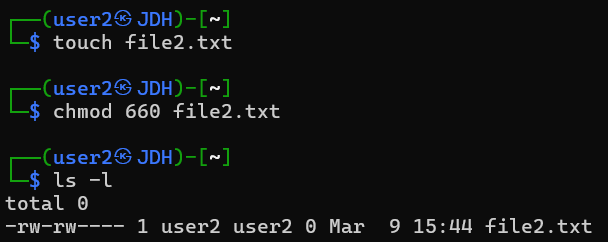 ┌──(user2㉿JDH)-[~]
└─$ touch file2.txt
┌──(user2㉿JDH)-[~]
└─$ chmod 660 file2.txt
┌──(user2㉿JDH)-[~]
└─$ ls -l
total 0
-rw-rw---- 1 user2 user2 0 Mar  9 15:44 file2.txt